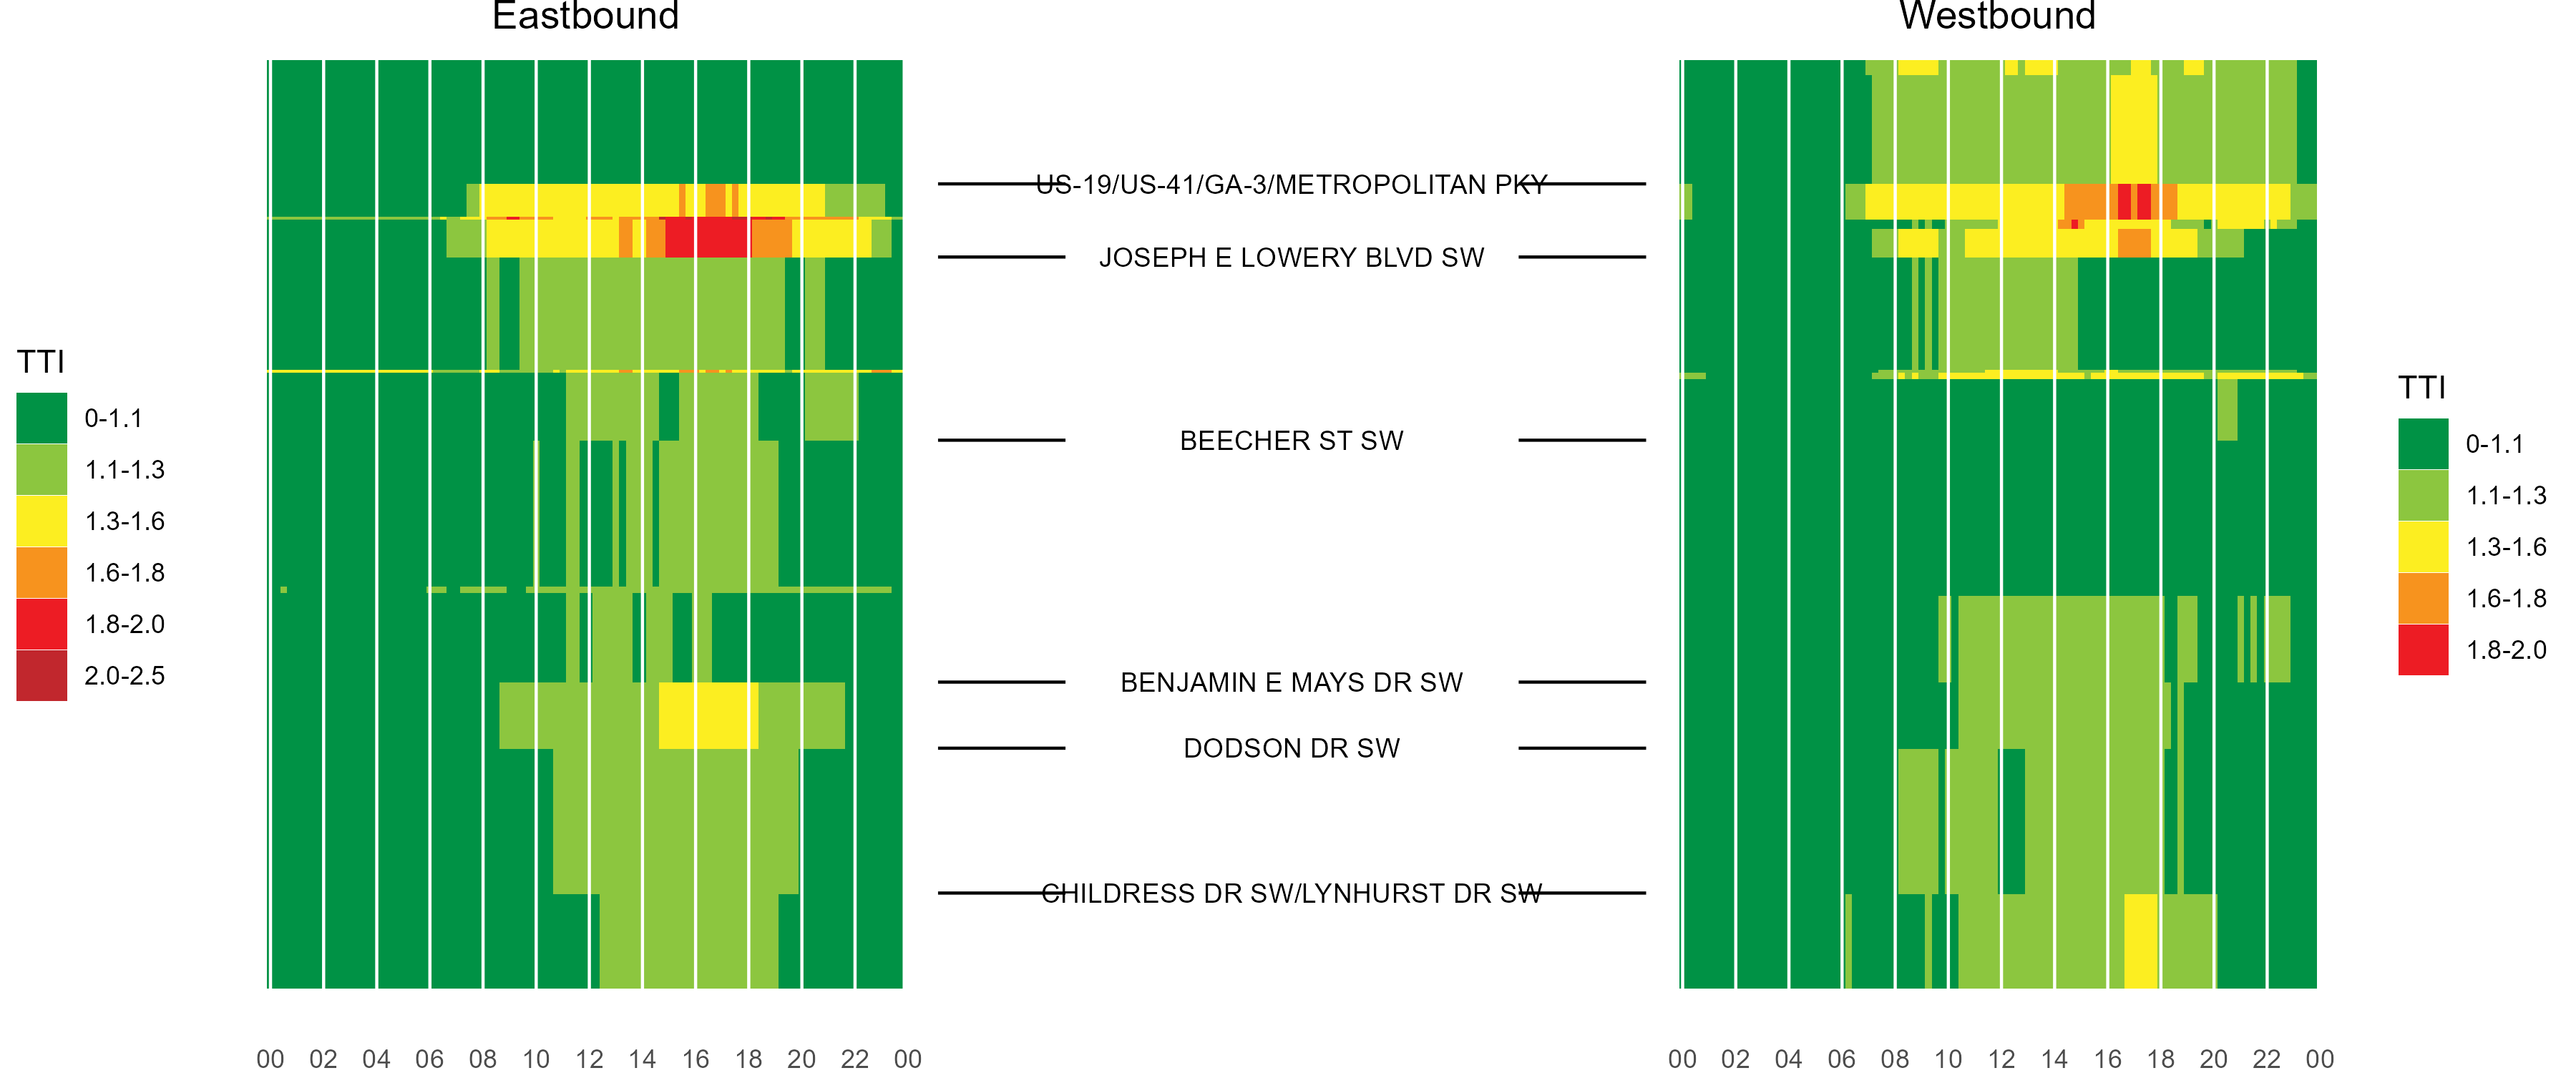 Eastbound
Westbound
US-19/US-41/GA-3/METROPOLITAN PKY
JOSEPH E LOWERY BLVD SW
BEECHER ST SW
BENJAMIN E MAYS DR SW
DODSON DR SW
CHILDRESS DR SW/LYNHURST DR SW
TTI
0-1.1
1.1-1.3
1.3-1.6
1.6-1.8
1.8-2.0
2.0-2.5
TTI
0-1.1
1.1-1.3
1.3-1.6
1.6-1.8
1.8-2.0
00 02 04 06 08 10 12 14 16 18 20 22 00
00 02 04 06 08 10 12 14 16 18 20 22 00